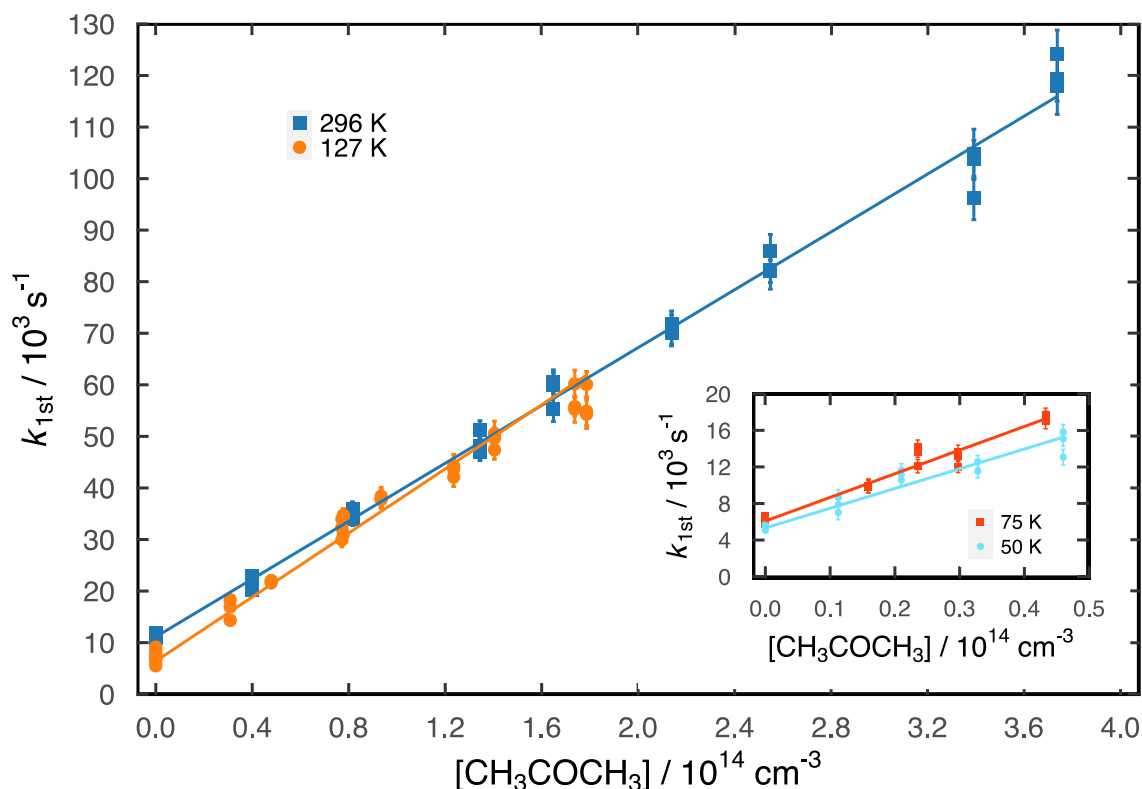 130
120
110
100
90
80
70
60
50
40
30
20
10
0
k1st / 10³ s⁻¹
296 K
127 K
0.0 0.4 0.8 1.2 1.6 2.0 2.4 2.8 3.2 3.6 4.0
[CH₃COCH₃] / 10¹⁴ cm⁻³
20
16
12
8
4
0
k1st / 10³ s⁻¹
75 K
50 K
0.0 0.1 0.2 0.3 0.4 0.5
[CH₃COCH₃] / 10¹⁴ cm⁻³